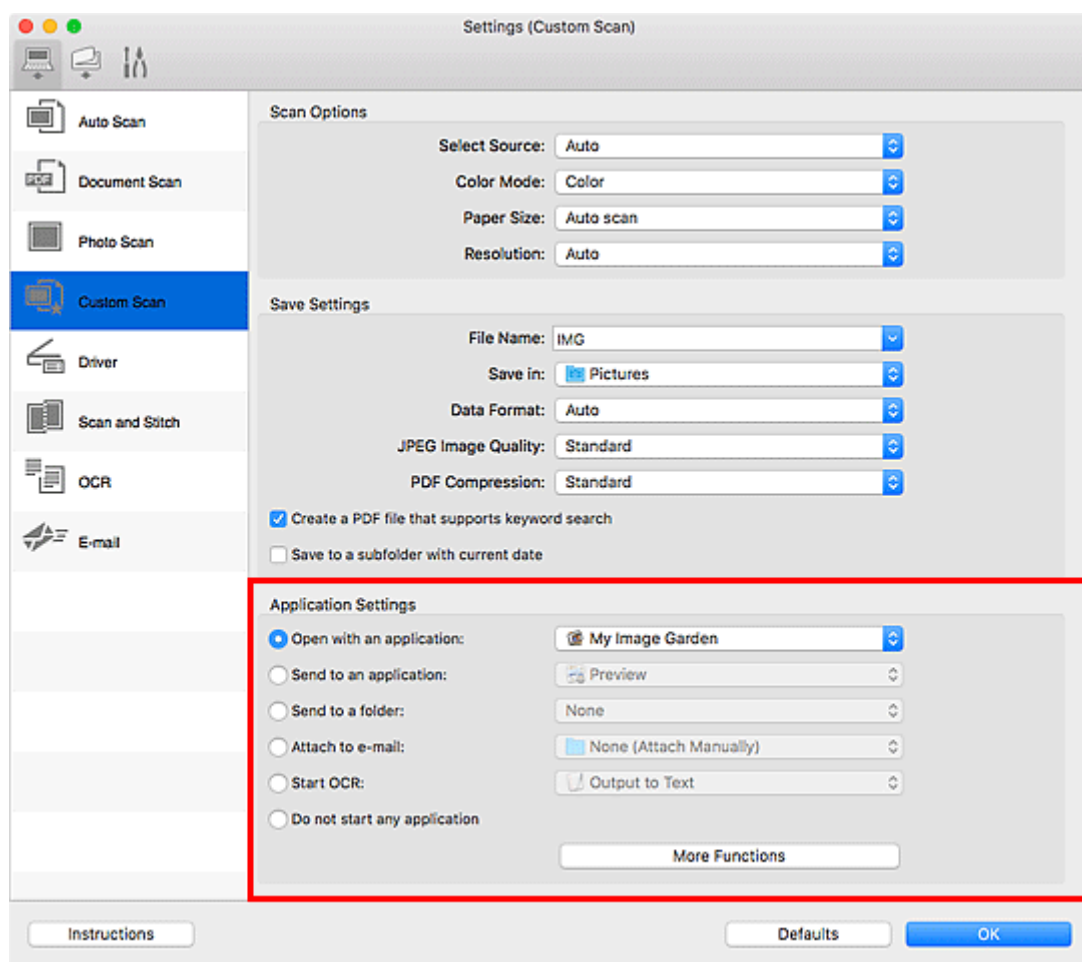 Settings (Custom Scan)
Auto Scan
PDF
Document Scan
Photo Scan
Custom Scan
Driver
Scan and Stitch
OCR
E-mail
Scan Options
Select Source: Auto
Color Mode: Color
Paper Size: Auto scan
Resolution: Auto
Save Settings
File Name: IMG
Save in: Pictures
Data Format: Auto
JPEG Image Quality: Standard
PDF Compression: Standard
Create a PDF file that supports keyword search
Save to a subfolder with current date
Application Settings
Open with an application: My Image Garden
Send to an application: Preview
Send to a folder: None
Attach to e-mail: None (Attach Manually)
Start OCR: Output to Text
Do not start any application
More Functions
Instructions
Defaults
OK